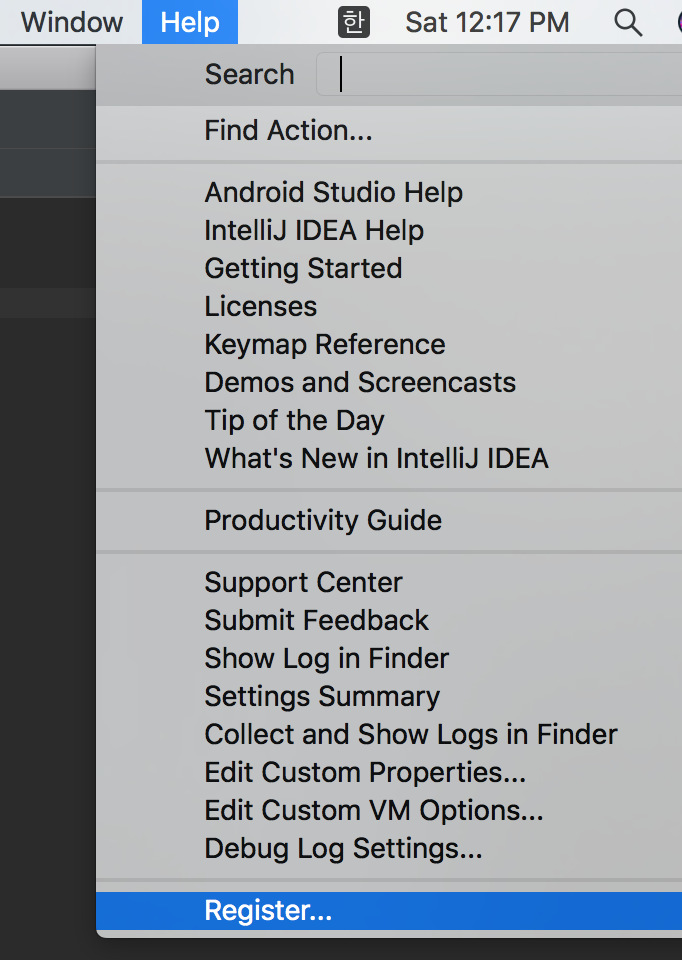 Window Help 한 Sat 12:17 PM
Search
Find Action...
Android Studio Help
IntelliJ IDEA Help
Getting Started
Licenses
Keymap Reference
Demos and Screencasts
Tip of the Day
What's New in IntelliJ IDEA
Productivity Guide
Support Center
Submit Feedback
Show Log in Finder
Settings Summary
Collect and Show Logs in Finder
Edit Custom Properties...
Edit Custom VM Options...
Debug Log Settings...
Register...